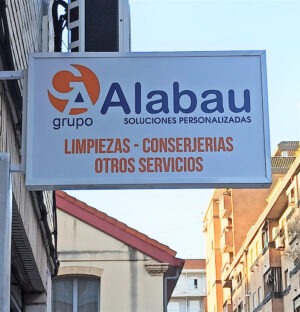 GA
Alabau
grupo
SOLUCIONES PERSONALIZADAS
LIMPIEZAS - CONSERJERIAS
OTROS SERVICIOS